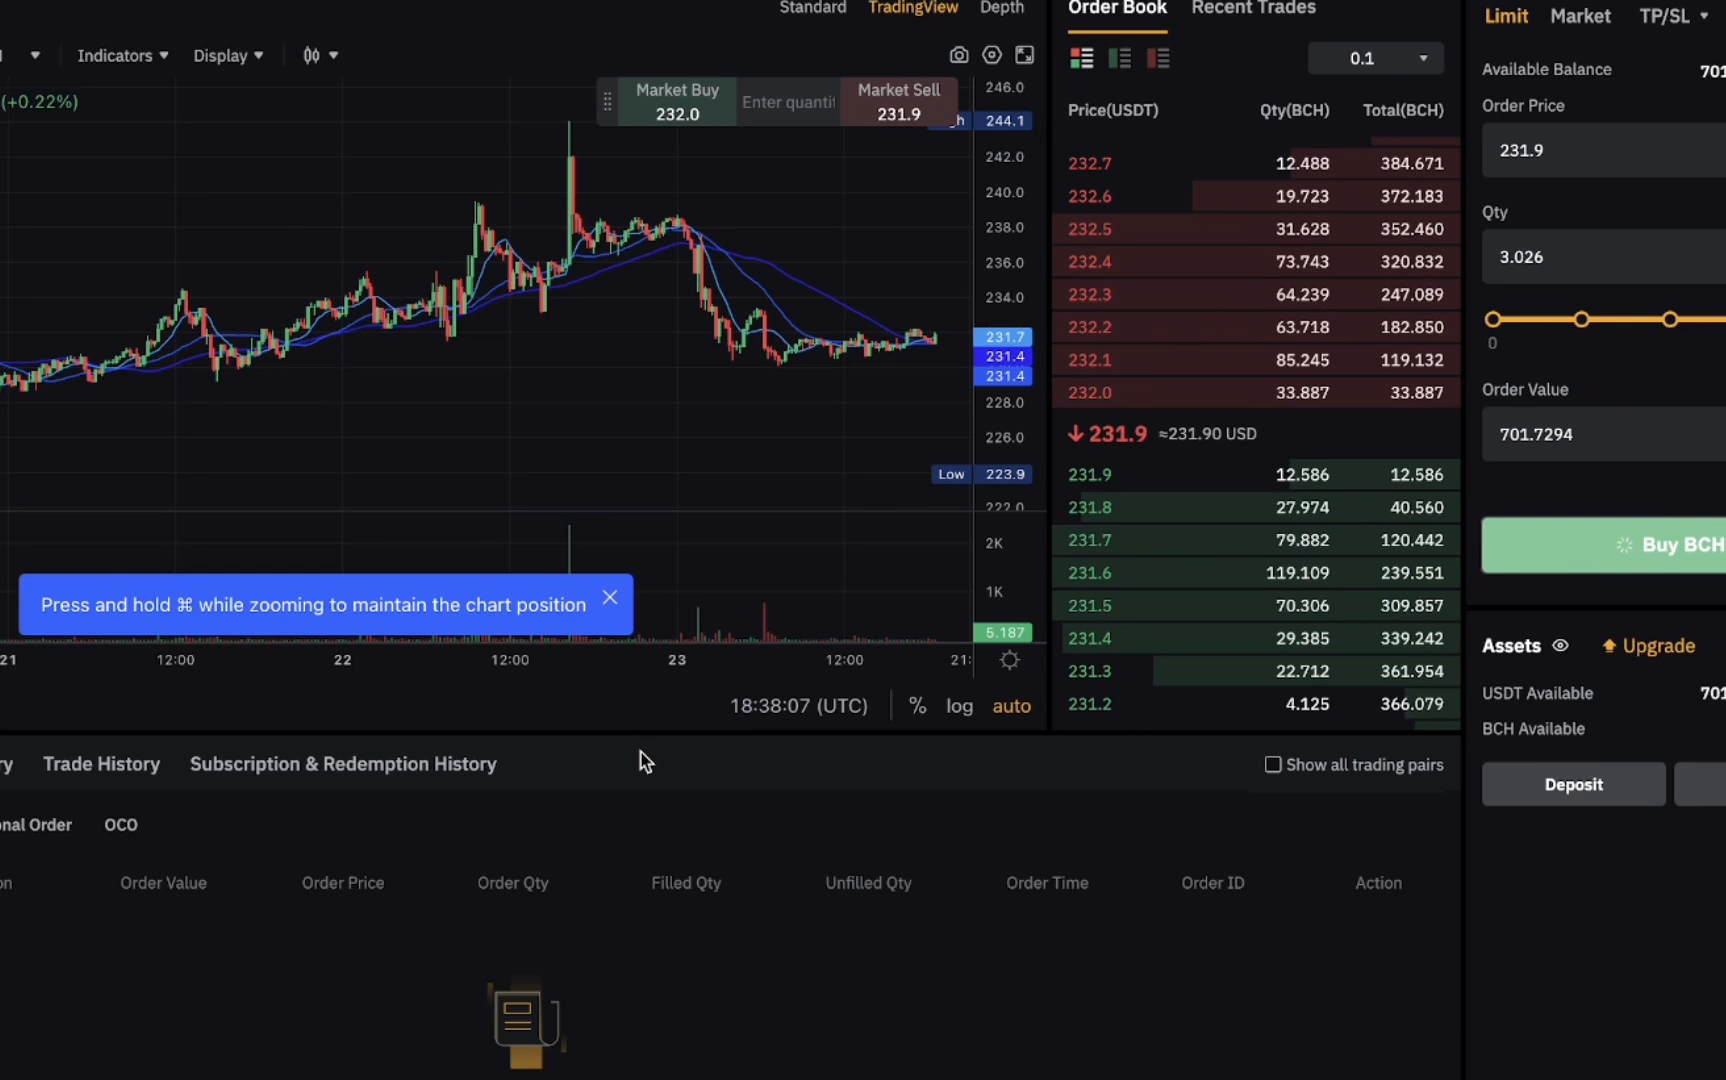 Standard TradingView Depth
Indicators Display
(+0.22%)
Market Buy
232.0
Enter quantit
Market Sell
231.9
246.0
244.1
242.0
240.0
238.0
236.0
234.0
231.7
231.4
231.4
228.0
226.0
Low 223.9
222.0
2K
1K
5.187
Press and hold ⌘ while zooming to maintain the chart position
21 12:00 22 12:00 23 12:00 21:
18:38:07 (UTC) % log auto
Order Book Recent Trades
0.1
Price(USDT) Qty(BCH) Total(BCH)
232.7 12.488 384.671
232.6 19.723 372.183
232.5 31.628 352.460
232.4 73.743 320.832
232.3 64.239 247.089
232.2 63.718 182.850
232.1 85.245 119.132
232.0 33.887 33.887
↓ 231.9 ≈231.90 USD
231.9 12.586 12.586
231.8 27.974 40.560
231.7 79.882 120.442
231.6 119.109 239.551
231.5 70.306 309.857
231.4 29.385 339.242
231.3 22.712 361.954
231.2 4.125 366.079
Limit Market TP/SL
Available Balance 701
Order Price
231.9
Qty
3.026
0
Order Value
701.7294
Buy BCH
Assets Upgrade
USDT Available 701
BCH Available
Deposit
ry Trade History Subscription & Redemption History Show all trading pairs
onal Order OCO
on Order Value Order Price Order Qty Filled Qty Unfilled Qty Order Time Order ID Action